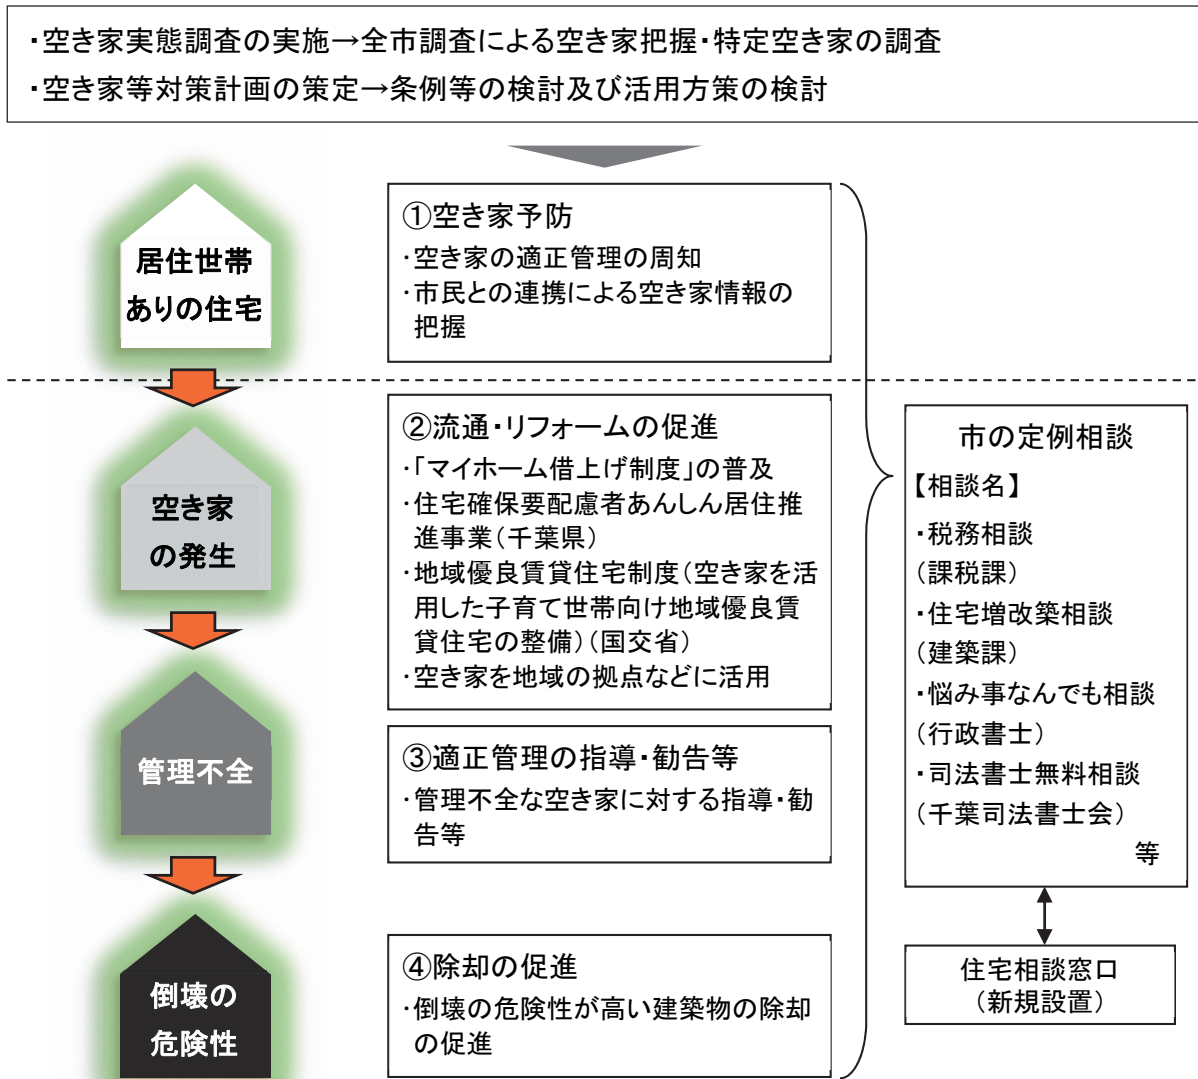 ・空き家実態調査の実施→全市調査による空き家把握・特定空き家の調査
・空き家等対策計画の策定→条例等の検討及び活用方策の検討
居住世帯
ありの住宅
①空き家予防
・空き家の適正管理の周知
・市民との連携による空き家情報の
把握
空き家
の発生
②流通・リフォームの促進
・「マイホーム借上げ制度」の普及
・住宅確保要配慮者あんしん居住推
進事業（千葉県）
・地域優良賃貸住宅制度（空き家を活
用した子育て世帯向け地域優良賃
貸住宅の整備）（国交省）
・空き家を地域の拠点などに活用
管理不全
③適正管理の指導・勧告等
・管理不全な空き家に対する指導・勧
告等
倒壊の
危険性
④除却の促進
・倒壊の危険性が高い建築物の除却
の促進
市の定例相談
【相談名】
・税務相談
（課税課）
・住宅増改築相談
（建築課）
・悩み事なんでも相談
（行政書士）
・司法書士無料相談
（千葉司法書士会）
等
住宅相談窓口
（新規設置）